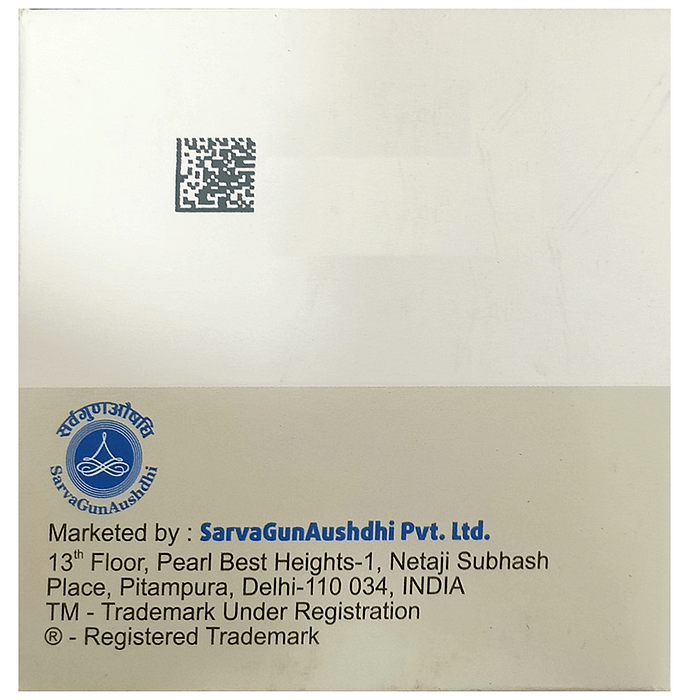 सर्वगुणऔषधि
SarvaGunAushdhi
Marketed by : SarvaGunAushdhi Pvt. Ltd.
13th Floor, Pearl Best Heights-1, Netaji Subhash
Place, Pitampura, Delhi-110 034, INDIA
TM - Trademark Under Registration
® - Registered Trademark